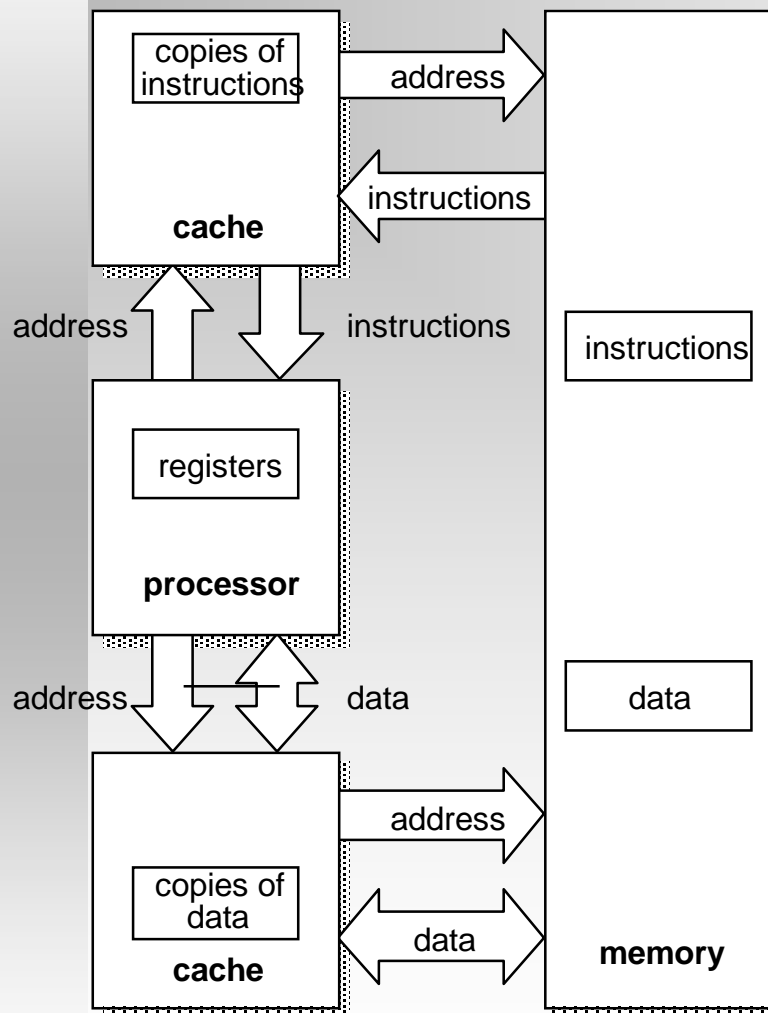 copies of
instructions
address
instructions
cache
address
instructions
instructions
registers
processor
address
data
data
address
copies of
data
data
cache
memory